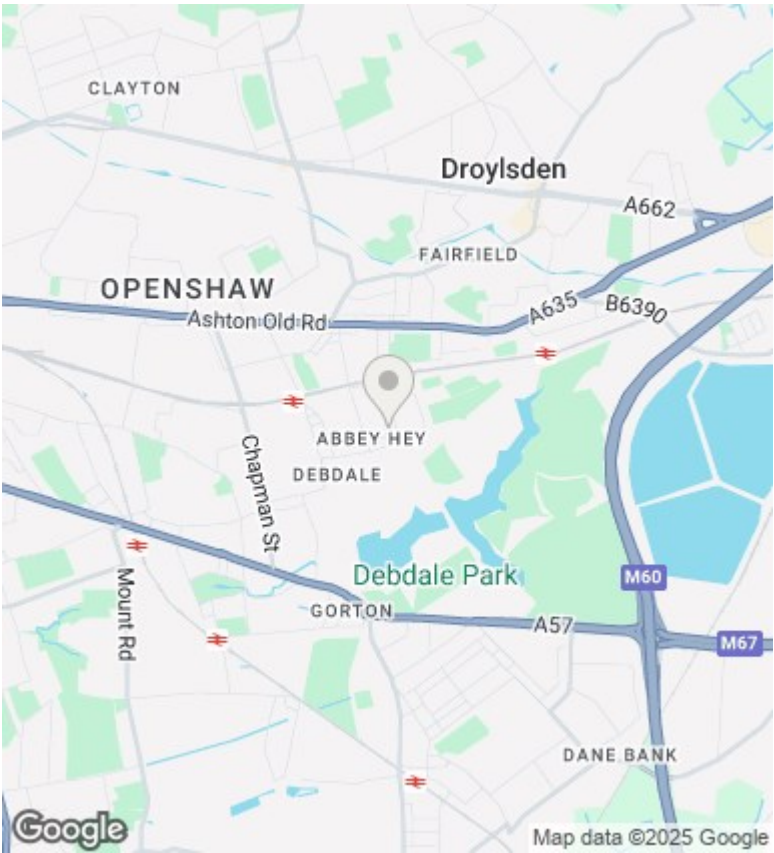 CLAYTON
Droylsden
A662
FAIRFIELD
OPENSHAW
A635
B6390
Ashton Old Rd
ABBEY HEY
Chapman St
DEBDALE
Debdale Park
M60
Mount Rd
GORTON
A57
M67
DANE BANK
Google
Map data ©2025 Google